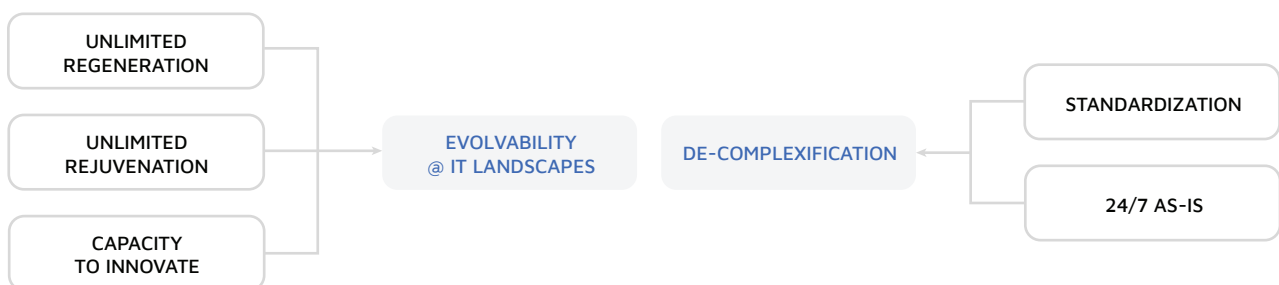 UNLIMITED
REGENERATION
UNLIMITED
REJUVENATION
CAPACITY
TO INNOVATE
EVOLVABILITY
@ IT LANDSCAPES
DE-COMPLEXIFICATION
STANDARDIZATION
24/7 AS-IS